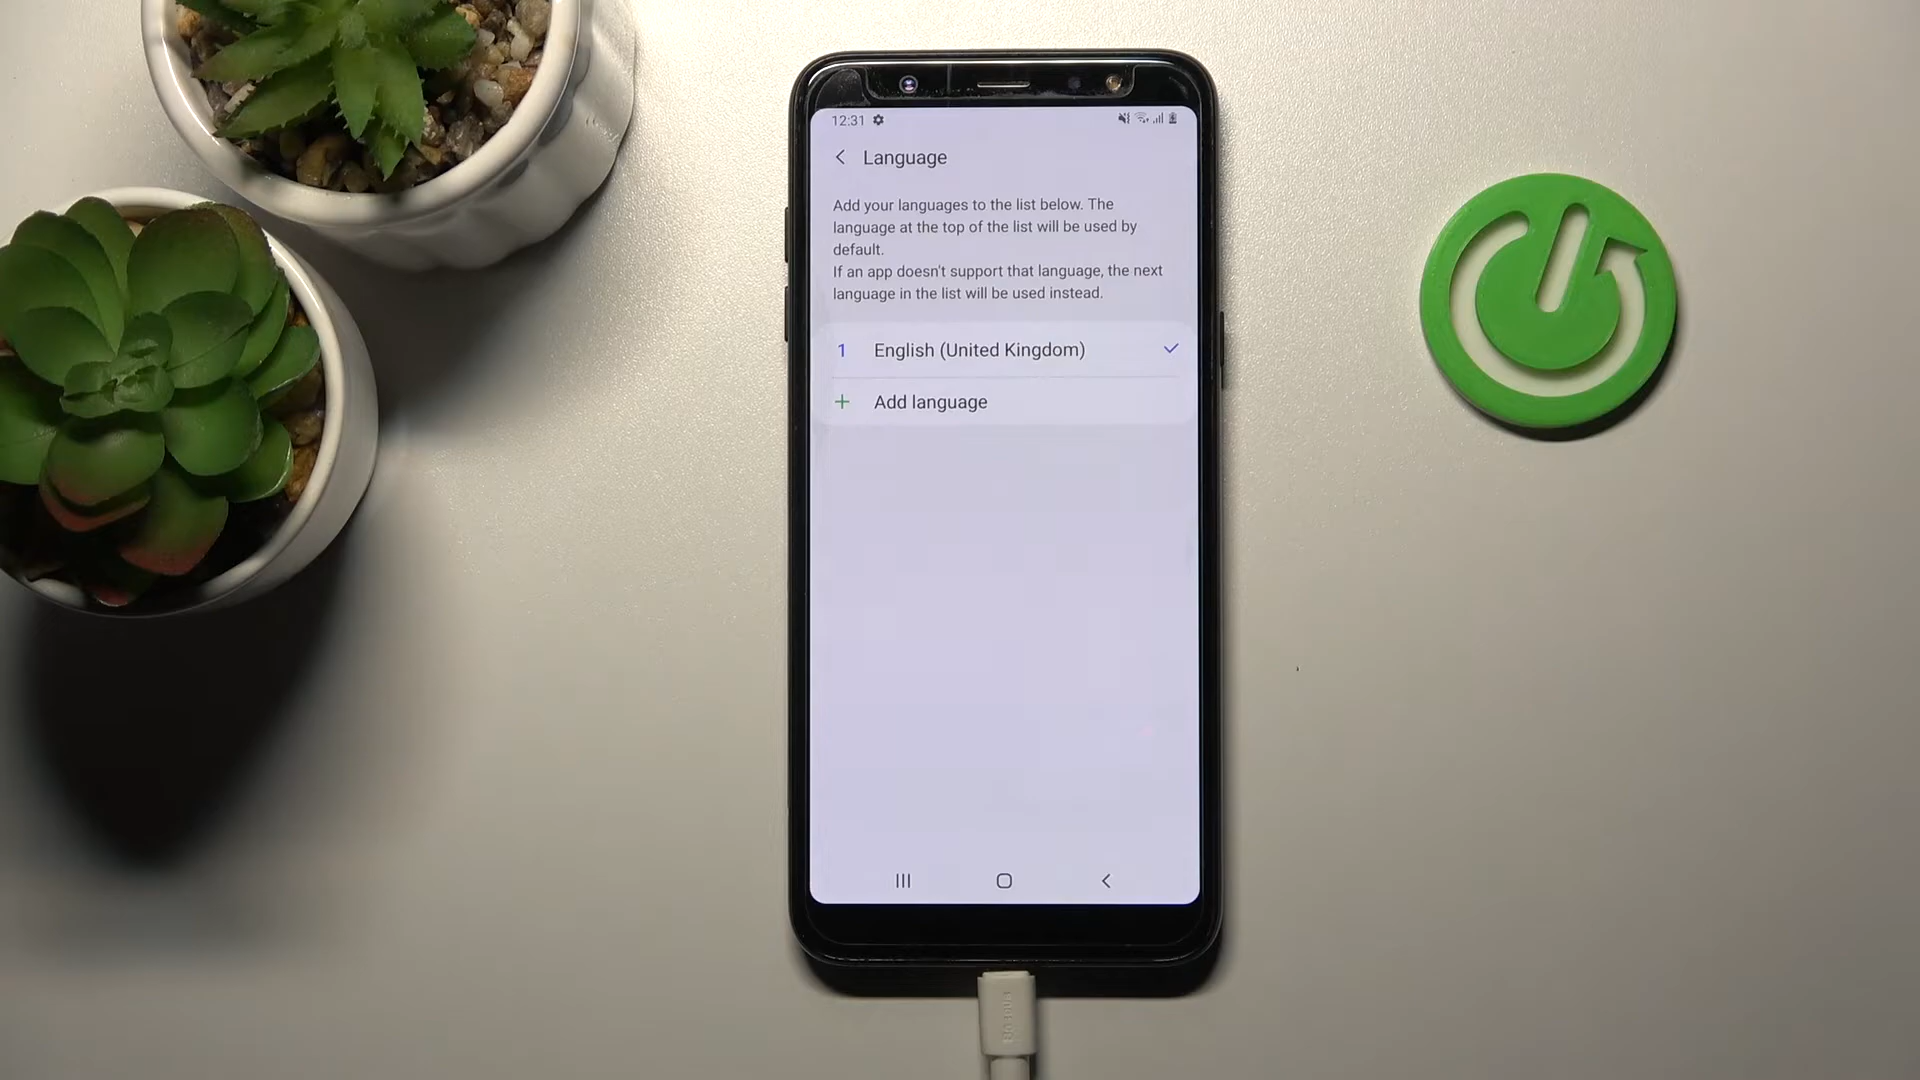 12:31
Language
Add your languages to the list below. The
language at the top of the list will be used by
default.
If an app doesn't support that language, the next
language in the list will be used instead.
1 English (United Kingdom)
+ Add language